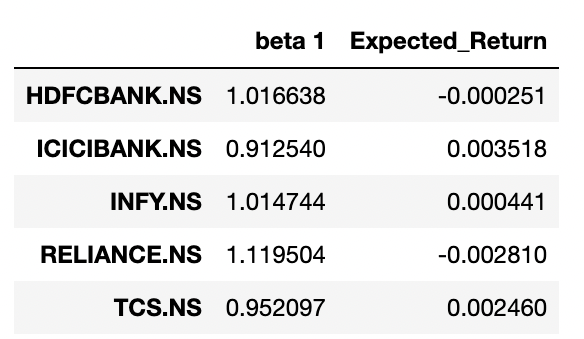 beta 1 Expected_Return
HDFCBANK.NS 1.016638 -0.000251
ICICIBANK.NS 0.912540 0.003518
INFY.NS 1.014744 0.000441
RELIANCE.NS 1.119504 -0.002810
TCS.NS 0.952097 0.002460